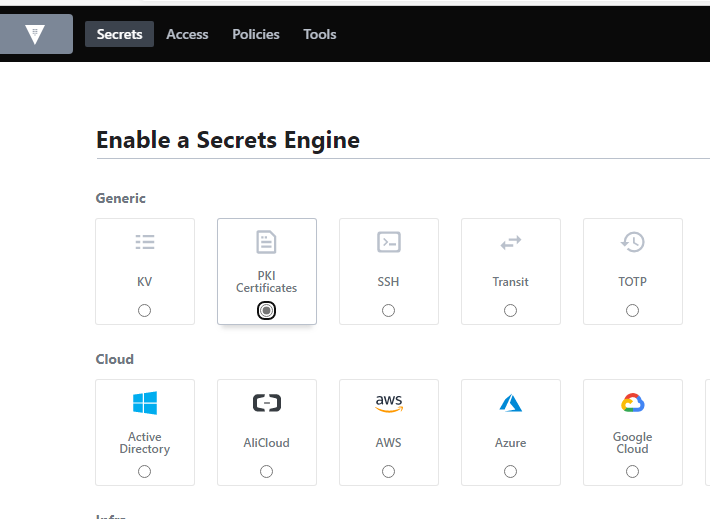 Secrets Access Policies Tools
Enable a Secrets Engine
Generic
KV
PKI
Certificates
SSH
Transit
TOTP
Cloud
Active
Directory
AliCloud
aws
AWS
Azure
Google
Cloud